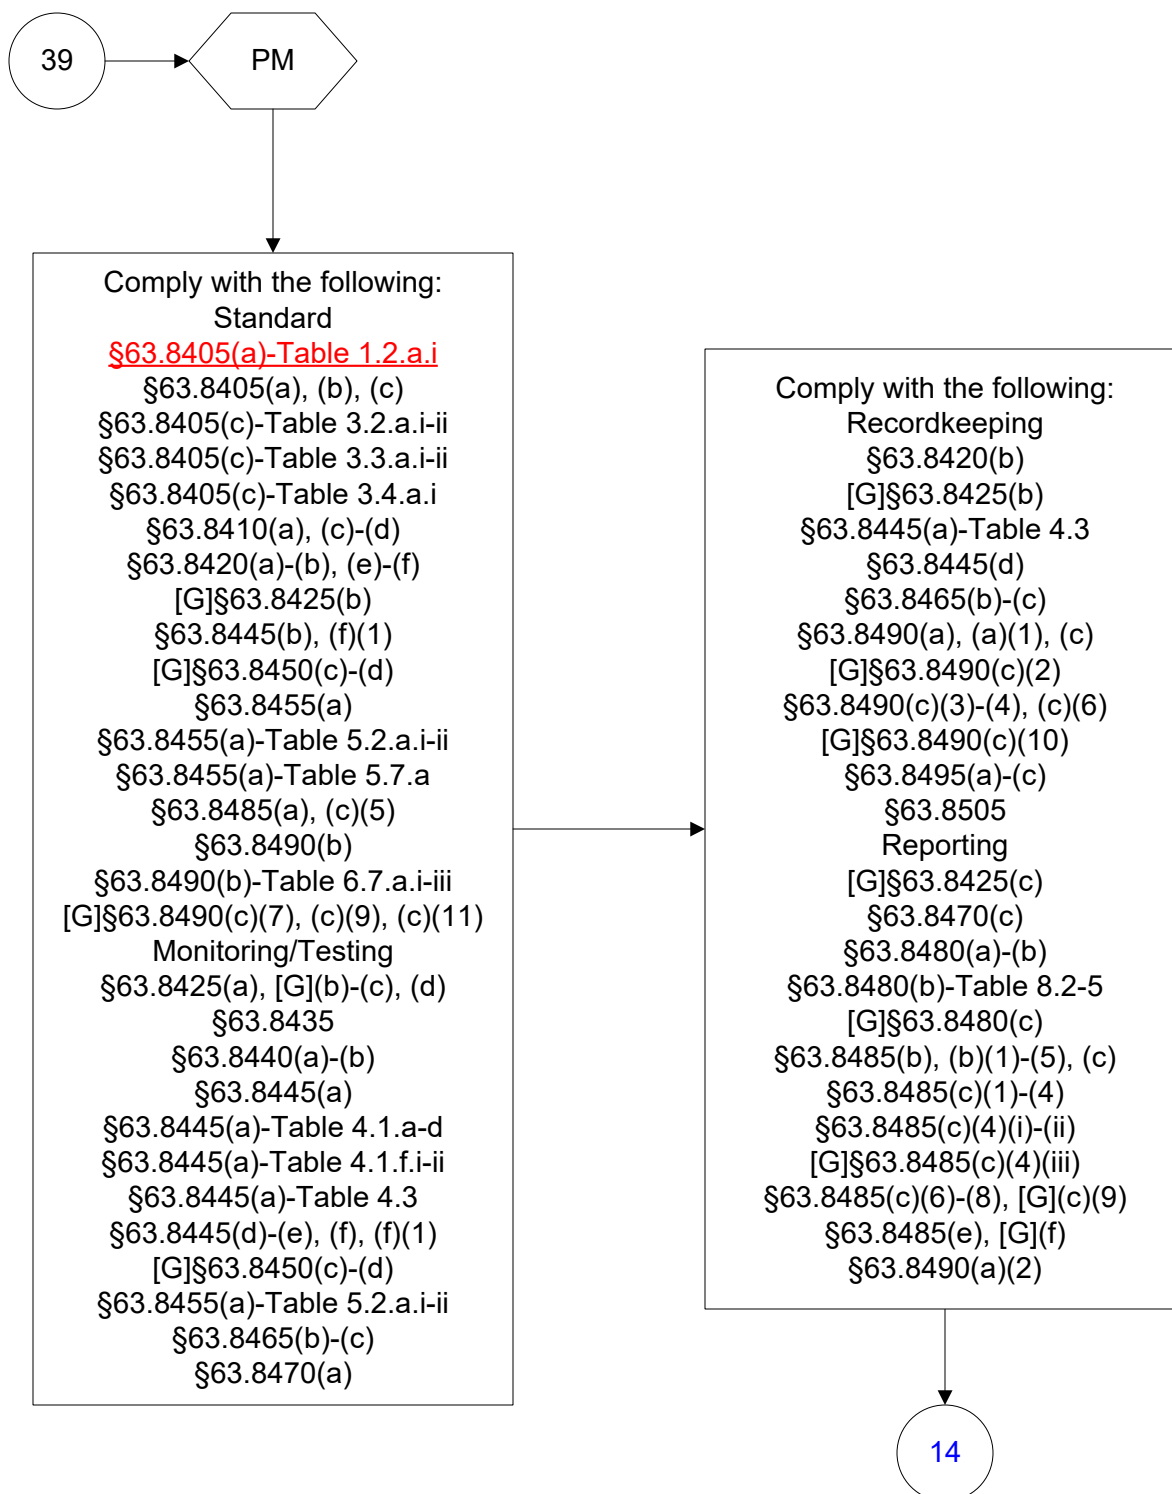 39
PM
Comply with the following:
Standard
§63.8405(a)-Table 1.2.a.i
§63.8405(a), (b), (c)
§63.8405(c)-Table 3.2.a.i-ii
§63.8405(c)-Table 3.3.a.i-ii
§63.8405(c)-Table 3.4.a.i
§63.8410(a), (c)-(d)
§63.8420(a)-(b), (e)-(f)
[G]§63.8425(b)
§63.8445(b), (f)(1)
[G]§63.8450(c)-(d)
§63.8455(a)
§63.8455(a)-Table 5.2.a.i-ii
§63.8455(a)-Table 5.7.a
§63.8485(a), (c)(5)
§63.8490(b)
§63.8490(b)-Table 6.7.a.i-iii
[G]§63.8490(c)(7), (c)(9), (c)(11)
Monitoring/Testing
§63.8425(a), [G](b)-(c), (d)
§63.8435
§63.8440(a)-(b)
§63.8445(a)
§63.8445(a)-Table 4.1.a-d
§63.8445(a)-Table 4.1.f.i-ii
§63.8445(a)-Table 4.3
§63.8445(d)-(e), (f), (f)(1)
[G]§63.8450(c)-(d)
§63.8455(a)-Table 5.2.a.i-ii
§63.8465(b)-(c)
§63.8470(a)
Comply with the following:
Recordkeeping
§63.8420(b)
[G]§63.8425(b)
§63.8445(a)-Table 4.3
§63.8445(d)
§63.8465(b)-(c)
§63.8490(a), (a)(1), (c)
[G]§63.8490(c)(2)
§63.8490(c)(3)-(4), (c)(6)
[G]§63.8490(c)(10)
§63.8495(a)-(c)
§63.8505
Reporting
[G]§63.8425(c)
§63.8470(c)
§63.8480(a)-(b)
§63.8480(b)-Table 8.2-5
[G]§63.8480(c)
§63.8485(b), (b)(1)-(5), (c)
§63.8485(c)(1)-(4)
§63.8485(c)(4)(i)-(ii)
[G]§63.8485(c)(4)(iii)
§63.8485(c)(6)-(8), [G](c)(9)
§63.8485(e), [G](f)
§63.8490(a)(2)
14